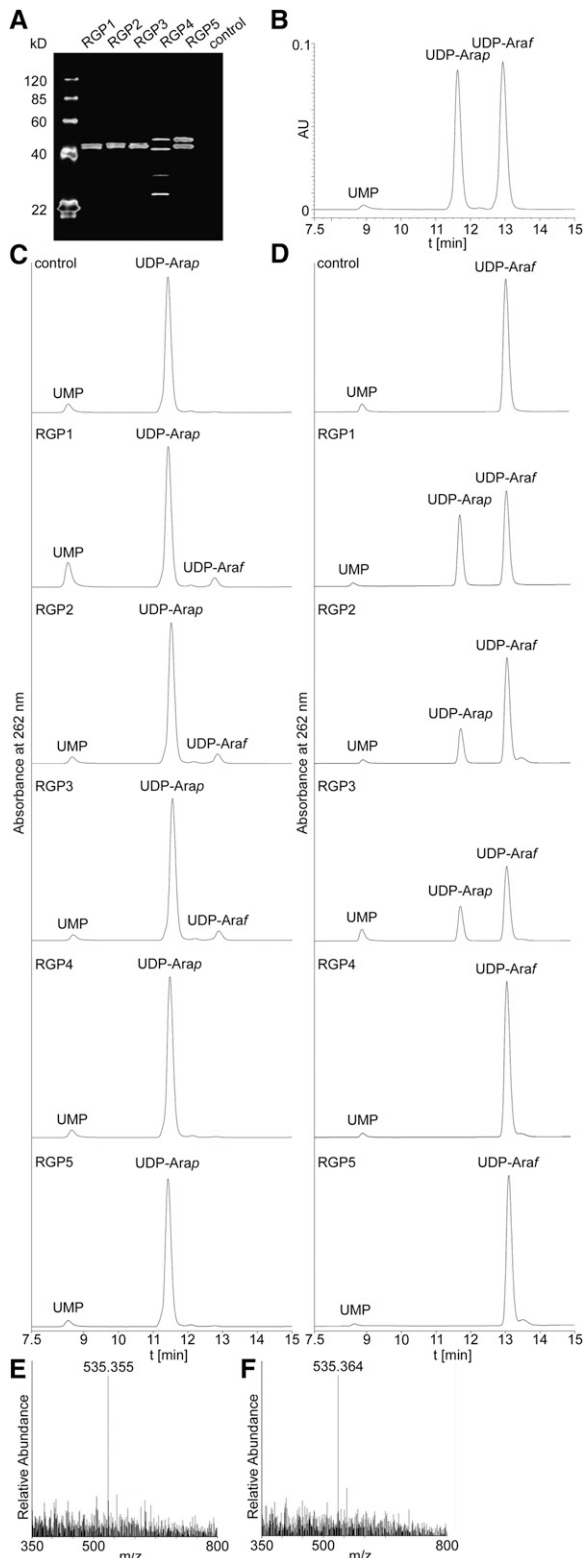 A
kD
RGP1
RGP2
RGP3
RGP4
RGP5
control
120
85
60
40
22
B
0.1
AU
0
UDP-Arap
UDP-Araf
UMP
7.5 9 10 11 12 13 14 15
t [min]
C
control
UDP-Arap
UMP
RGP1
UDP-Arap
UMP
UDP-Araf
RGP2
UDP-Arap
UMP
UDP-Araf
RGP3
UDP-Arap
UMP
UDP-Araf
RGP4
UDP-Arap
UMP
RGP5
UDP-Arap
UMP
Absorbance at 262 nm
7.5 9 10 11 12 13 14 15
t [min]
D
control
UDP-Araf
UMP
RGP1
UDP-Araf
UDP-Arap
UMP
RGP2
UDP-Araf
UDP-Arap
UMP
RGP3
UDP-Araf
UDP-Arap
UMP
RGP4
UDP-Araf
UMP
RGP5
UDP-Araf
UMP
Absorbance at 262 nm
7.5 9 10 11 12 13 14 15
t [min]
E
535.355
Relative Abundance
350 500 800
m/z
F
535.364
Relative Abundance
350 500 800
m/z